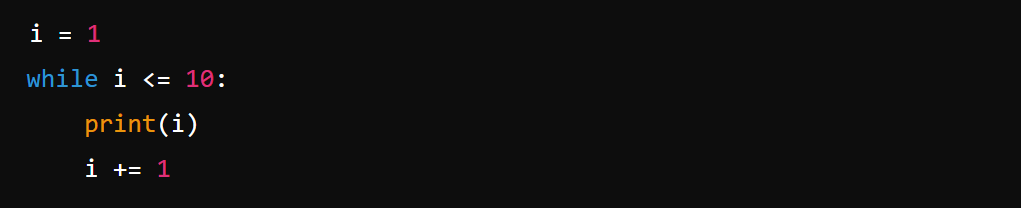 i = 1
while i <= 10:
    print(i)
    i += 1